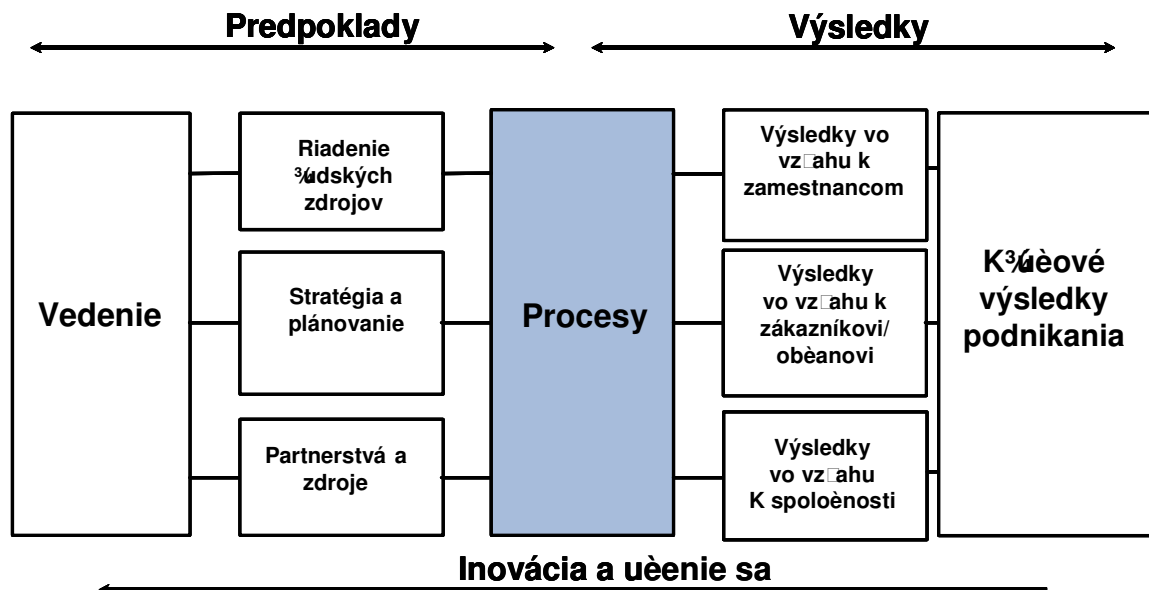 Predpoklady
Výsledky
Vedenie
Riadenie
¾udských
zdrojov
Stratégia a
plánovanie
Partnerstvá a
zdroje
Procesy
Výsledky vo
vz□ahu k
zamestnancom
Výsledky
vo vz□ahu k
zákazníkovi/
obèanovi
Výsledky
vo vz□ahu
K spoloènosti
K¾úèové
výsledky
podnikania
Inovácia a uèenie sa